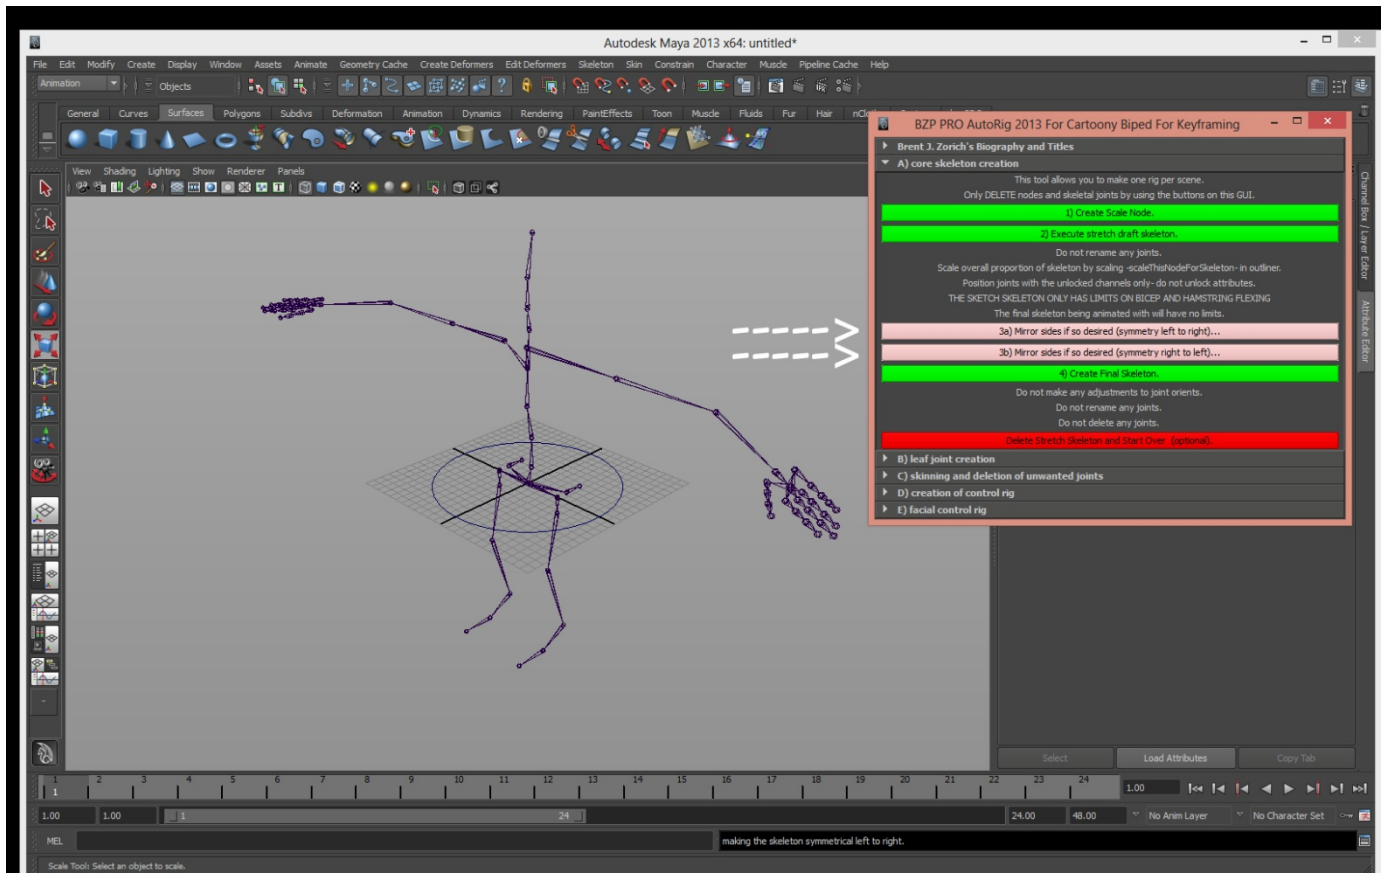 Autodesk Maya 2013 x64: untitled*
File Edit Modify Create Display Window Assets Animate Geometry Cache Create Deformers Edit Deformers Skeleton Skin Constrain Character Muscle Pipeline Cache Help
Animation Objects
General Curves Surfaces Polygons Subdivs Deformation Animation Dynamics Rendering PaintEffects Toon Muscle Fluids Fur Hair
View Shading Lighting Show Renderer Panels
BZP PRO AutoRig 2013 For Cartoony Biped For Keyframing
Brent J. Zorich's Biography and Titles
A) core skeleton creation
This tool allows you to make one rig per scene.
Only DELETE nodes and skeletal joints by using the buttons on this GUI.
1) Create Scale Node.
2) Execute stretch draft skeleton.
Do not rename any joints.
Scale overall proportion of skeleton by scaling -scaleThisNodeForSkeleton- in outliner.
Position joints with the unlocked channels only- do not unlock attributes.
THE SKETCH SKELETON ONLY HAS LIMITS ON BICEP AND HAMSTRING FLEXING
The final skeleton being animated with will have no limits.
3a) Mirror sides if so desired (symmetry left to right)...
3b) Mirror sides if so desired (symmetry right to left)...
4) Create Final Skeleton.
Do not make any adjustments to joint orients.
Do not rename any joints.
Do not delete any joints.
Delete Stretch Skeleton and Start Over (optional).
B) leaf joint creation
C) skinning and deletion of unwanted joints
D) creation of control rig
E) facial control rig
Channel Box / Layer Editor
Attribute Editor
Select Load Attributes Copy Tab
1 2 3 4 5 6 7 8 9 10 11 12 13 14 15 16 17 18 19 20 21 22 23 24
1
1.00
1.00 1.00 1 24 24.00 48.00 No Anim Layer No Character Set
MEL making the skeleton symmetrical left to right.
Scale Tool: Select an object to scale.